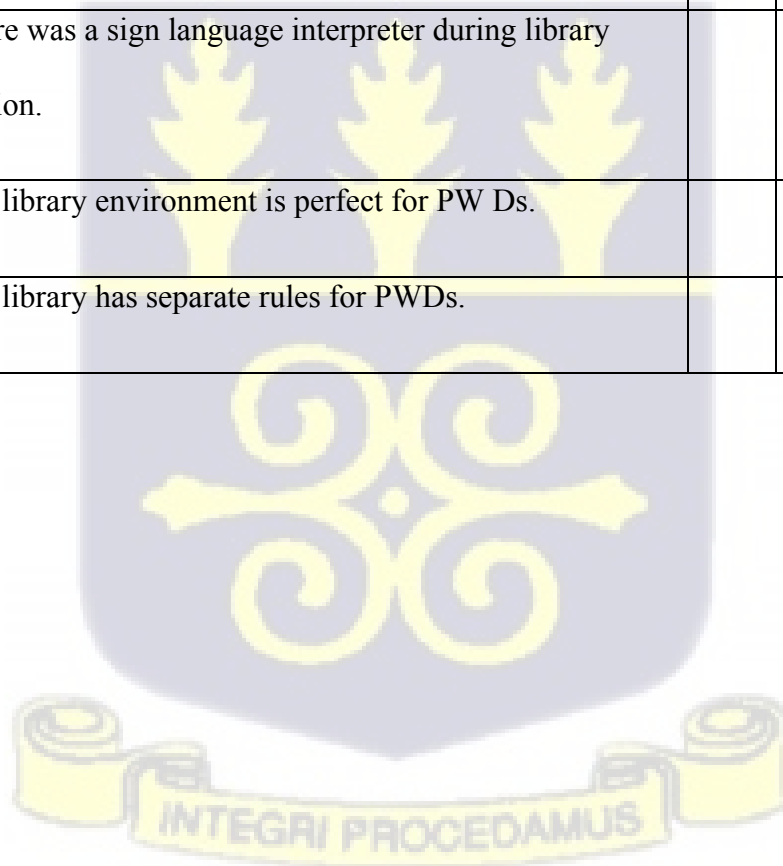 re was a sign language interpreter during library
ion.
library environment is perfect for PW Ds.
library has separate rules for PWDs.
INTEGRI PROCEDAMUS